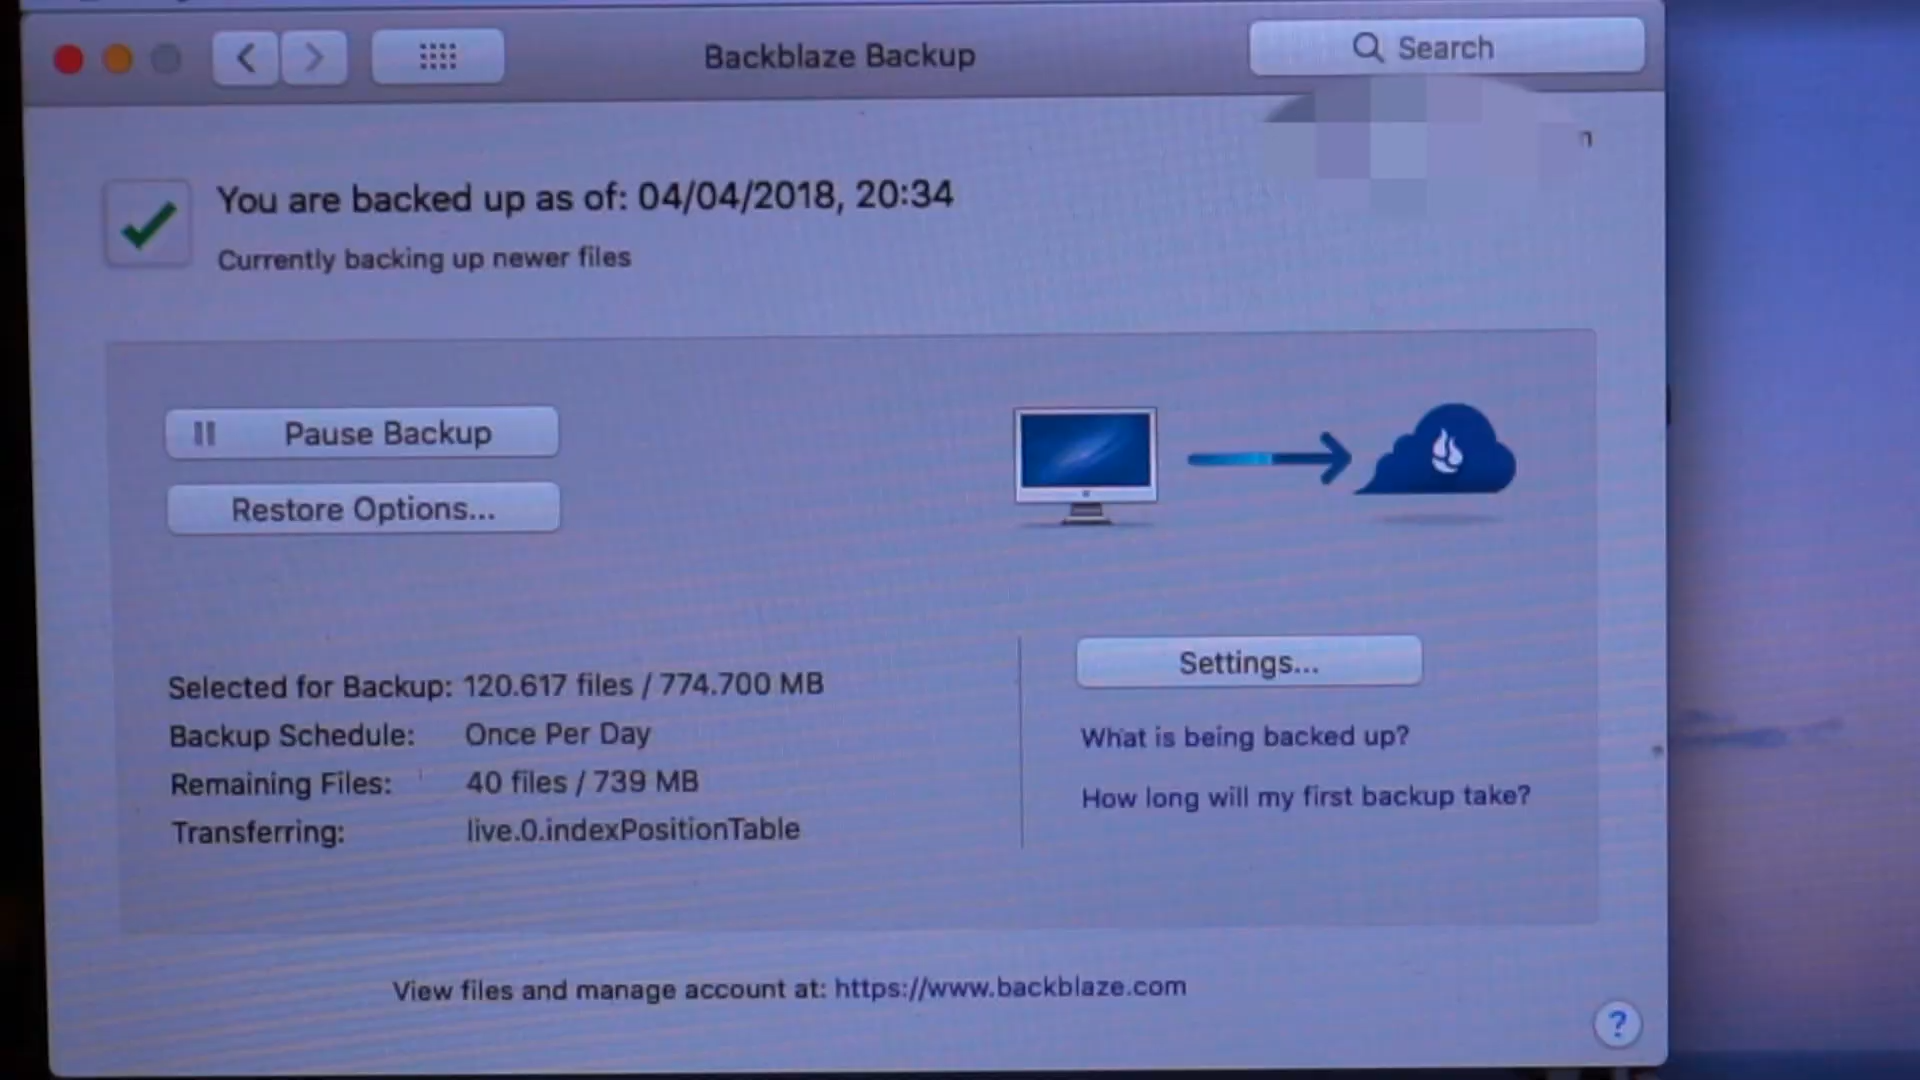 Backblaze Backup
Search
You are backed up as of: 04/04/2018, 20:34
Currently backing up newer files
Pause Backup
Restore Options...
Selected for Backup: 120.617 files / 774.700 MB
Backup Schedule: Once Per Day
Remaining Files: 40 files / 739 MB
Transferring: live.0.indexPositionTable
Settings...
What is being backed up?
How long will my first backup take?
View files and manage account at: https://www.backblaze.com
?